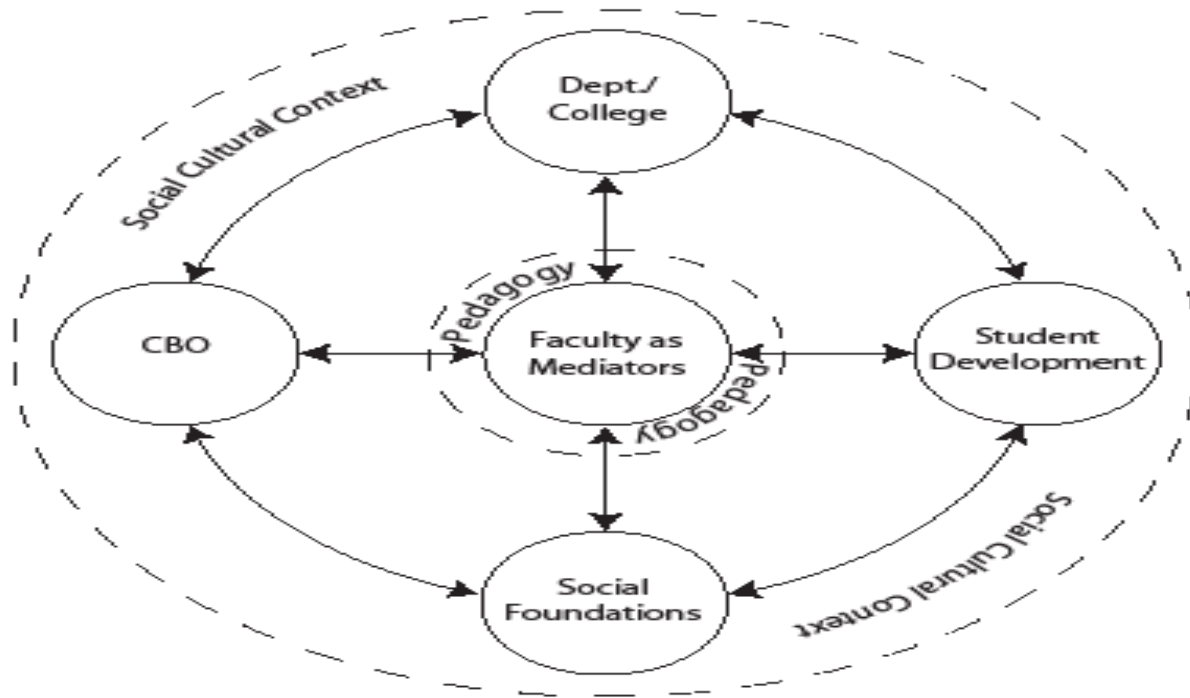 Social Cultural Context
Dept./
College
Pedagogy
CBO
Faculty as
Mediators
Student
Development
Pedagogy
Social
Foundations
Social Cultural Context